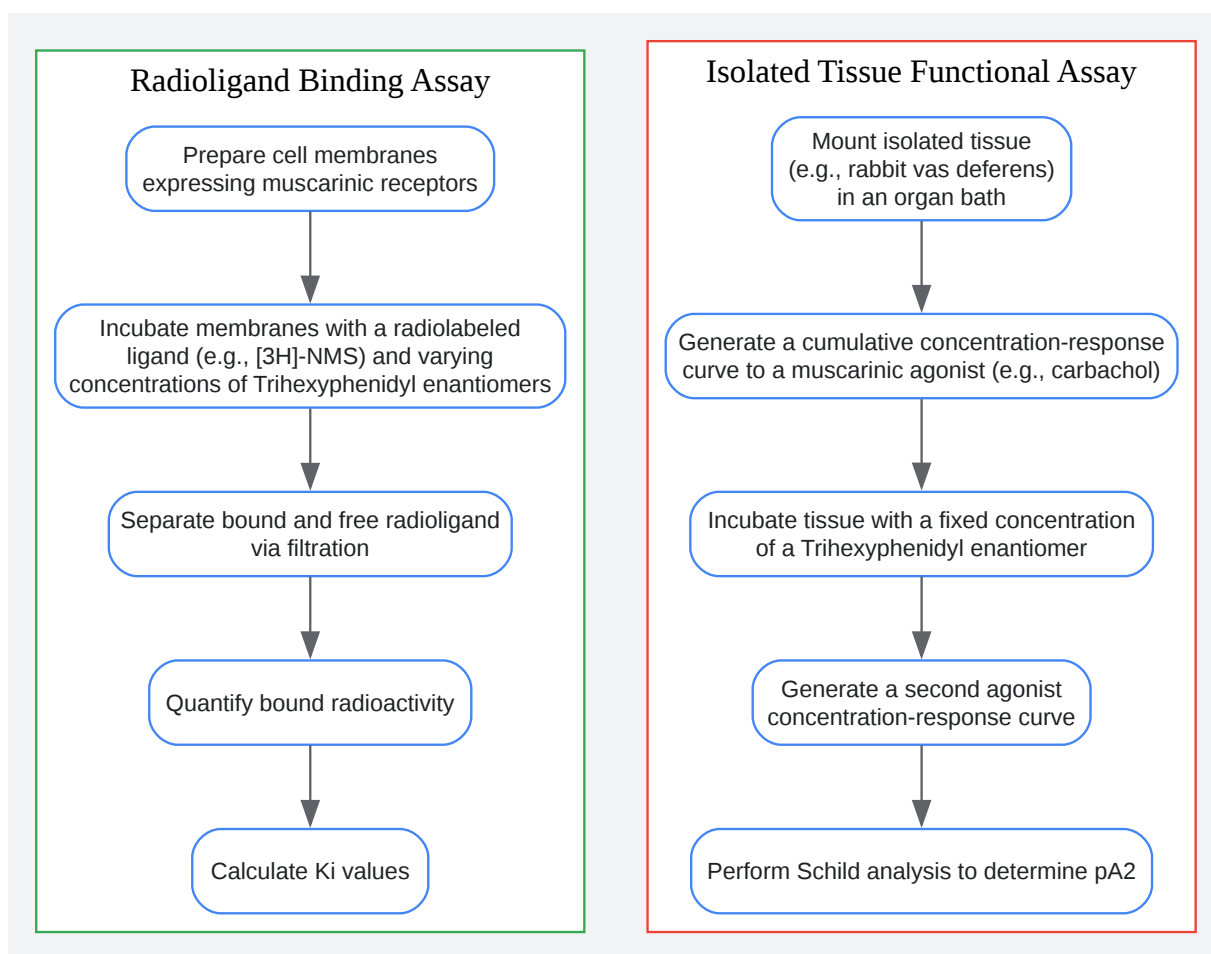 Radioligand Binding Assay
Prepare cell membranes
expressing muscarinic receptors
Incubate membranes with a radiolabeled
ligand (e.g., [3H]-NMS) and varying
concentrations of Trihexyphenidyl enantiomers
Separate bound and free radioligand
via filtration
Quantify bound radioactivity
Calculate Ki values
Isolated Tissue Functional Assay
Mount isolated tissue
(e.g., rabbit vas deferens)
in an organ bath
Generate a cumulative concentration-response
curve to a muscarinic agonist (e.g., carbachol)
Incubate tissue with a fixed concentration
of a Trihexyphenidyl enantiomer
Generate a second agonist
concentration-response curve
Perform Schild analysis to determine pA2